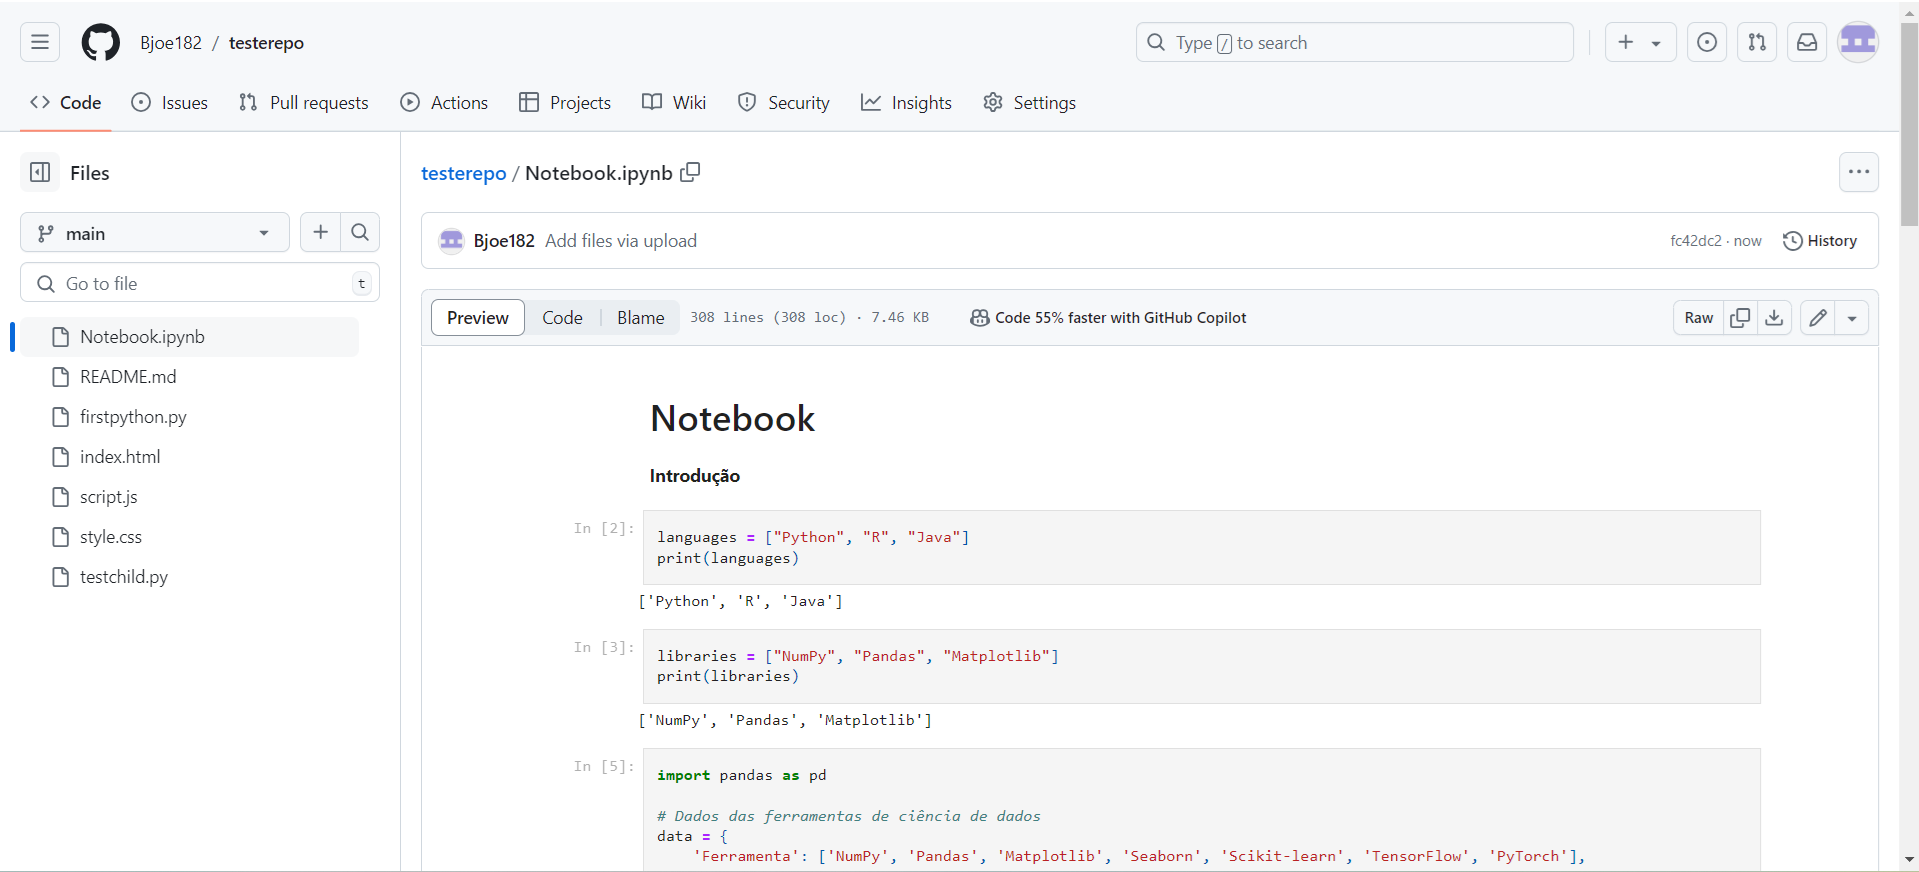 Bjoe182 / testerepo
Type / to search
Code Issues Pull requests Actions Projects Wiki Security Insights Settings
Files
main
Go to file t
Notebook.ipynb
README.md
firstpython.py
index.html
script.js
style.css
testchild.py
testerepo / Notebook.ipynb
Bjoe182 Add files via upload fc42dc2 · now History
Preview Code Blame 308 lines (308 loc) · 7.46 KB Code 55% faster with GitHub Copilot Raw
Notebook
Introdução
In [2]: languages = ["Python", "R", "Java"]
print(languages)
['Python', 'R', 'Java']
In [3]: libraries = ["NumPy", "Pandas", "Matplotlib"]
print(libraries)
['NumPy', 'Pandas', 'Matplotlib']
In [5]: import pandas as pd
# Dados das ferramentas de ciência de dados
data = {
'Ferramenta': ['NumPy', 'Pandas', 'Matplotlib', 'Seaborn', 'Scikit-learn', 'TensorFlow', 'PyTorch'],